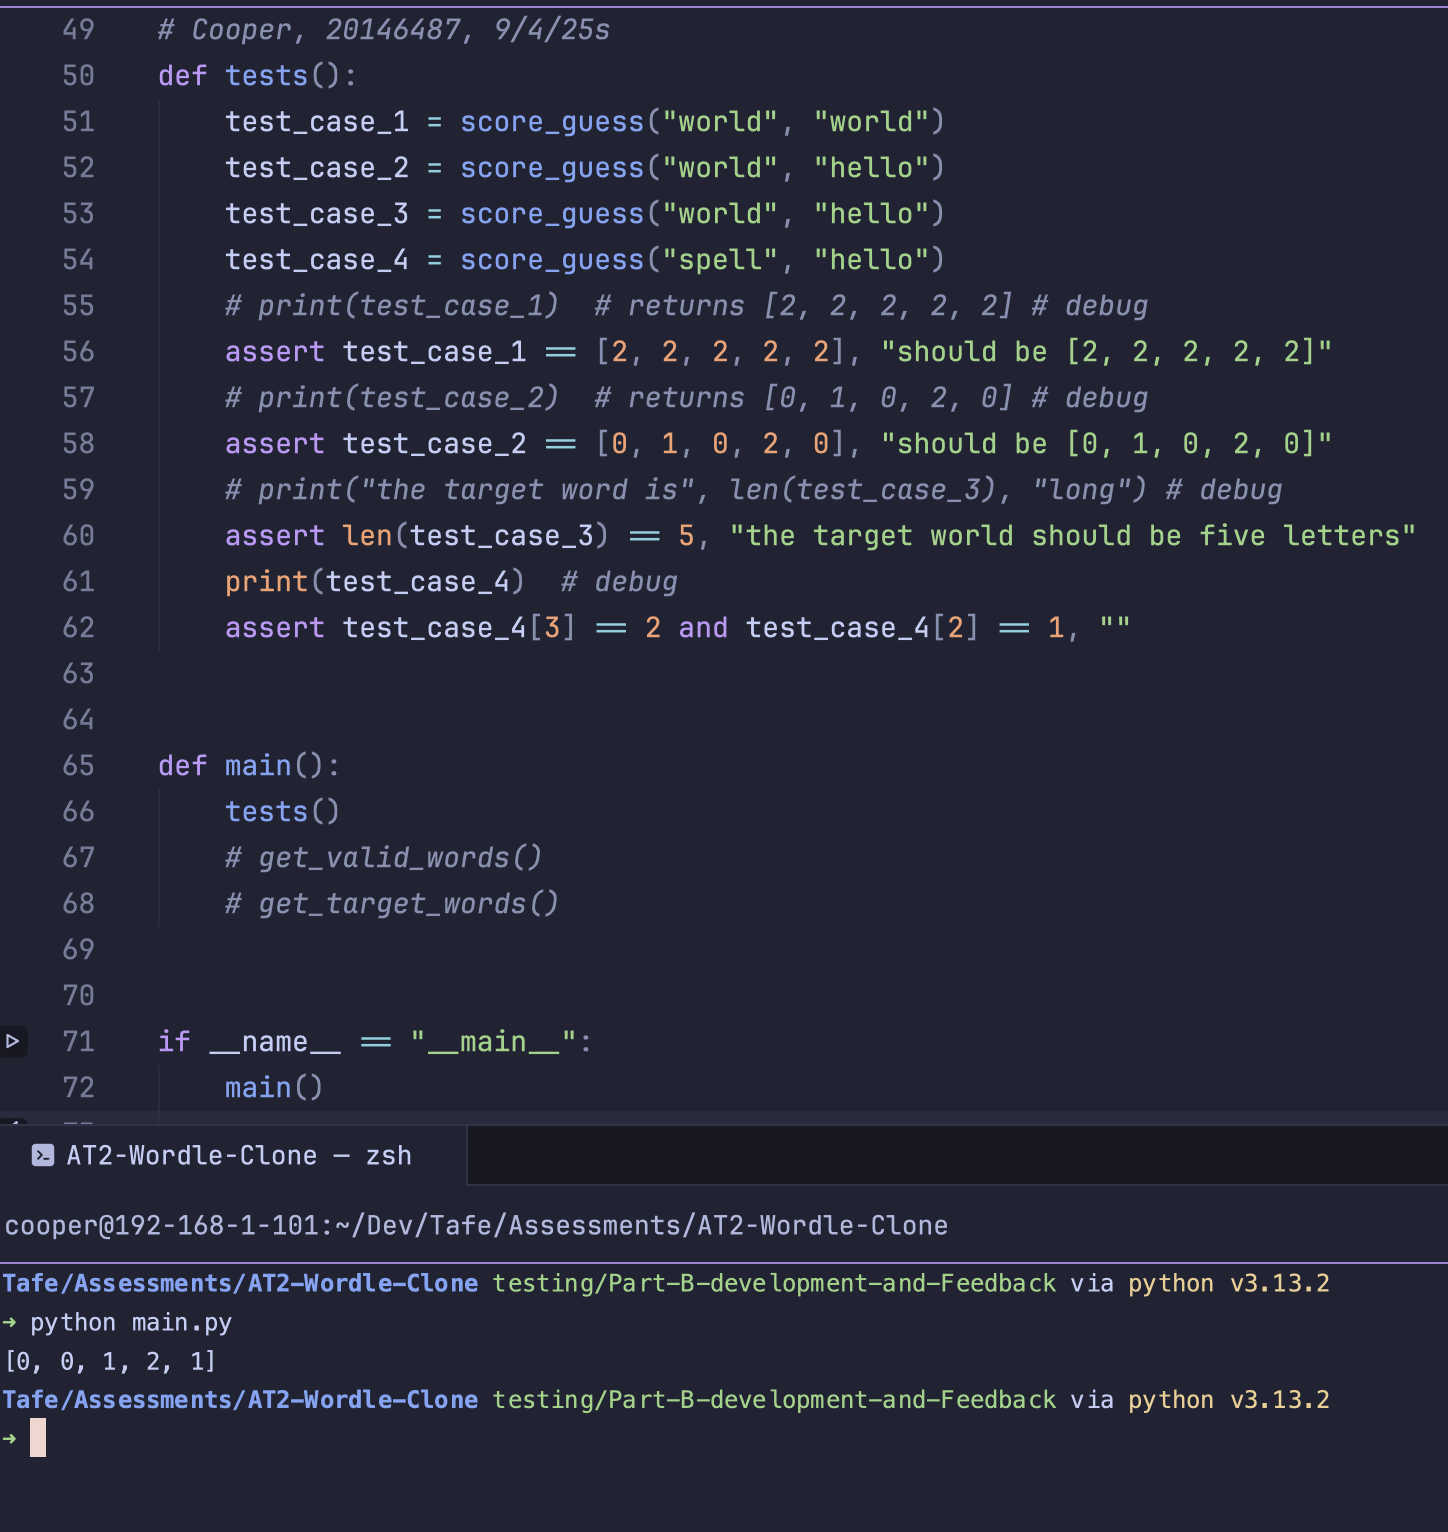 49 # Cooper, 20146487, 9/4/25s
50 def tests():
51 test_case_1 = score_guess("world", "world")
52 test_case_2 = score_guess("world", "hello")
53 test_case_3 = score_guess("world", "hello")
54 test_case_4 = score_guess("spell", "hello")
55 # print(test_case_1)  # returns [2, 2, 2, 2, 2] # debug
56 assert test_case_1 == [2, 2, 2, 2, 2], "should be [2, 2, 2, 2, 2]"
57 # print(test_case_2)  # returns [0, 1, 0, 2, 0] # debug
58 assert test_case_2 == [0, 1, 0, 2, 0], "should be [0, 1, 0, 2, 0]"
59 # print("the target word is", len(test_case_3), "long") # debug
60 assert len(test_case_3) == 5, "the target world should be five letters"
61 print(test_case_4)  # debug
62 assert test_case_4[3] == 2 and test_case_4[2] == 1, ""
63
64
65 def main():
66 tests()
67 # get_valid_words()
68 # get_target_words()
69
70
71 if __name__ == "__main__":
72 main()
AT2-Wordle-Clone — zsh
cooper@192-168-1-101:~/Dev/Tafe/Assessments/AT2-Wordle-Clone
Tafe/Assessments/AT2-Wordle-Clone testing/Part-B-development-and-Feedback via python v3.13.2
➜ python main.py
[0, 0, 1, 2, 1]
Tafe/Assessments/AT2-Wordle-Clone testing/Part-B-development-and-Feedback via python v3.13.2
➜